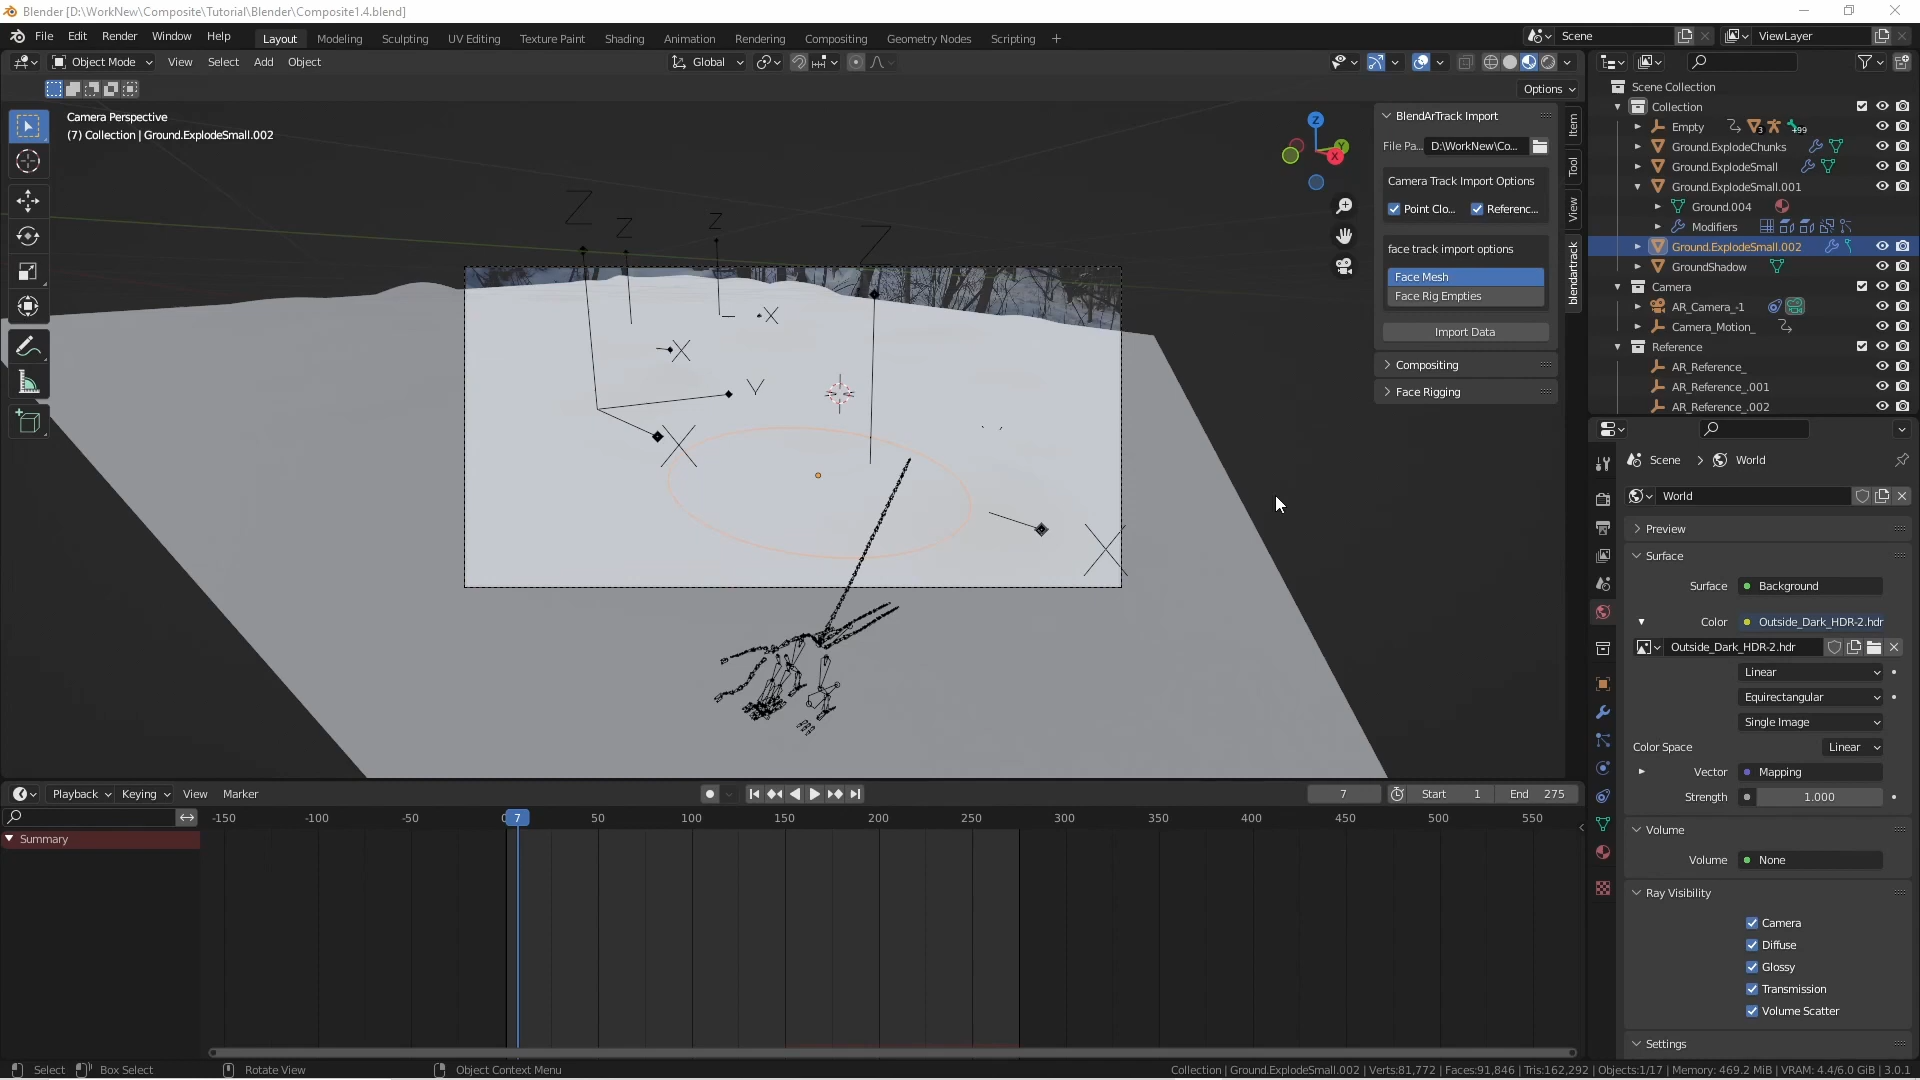 Blender [D:\WorkNew\Composite\Tutorial\Blender\Composite1.4.blend]
File Edit Render Window Help Layout Modeling Sculpting UV Editing Texture Paint Shading Animation Rendering Compositing Geometry Nodes Scripting + Scene ViewLayer
Object Mode View Select Add Object Global
Options
Camera Perspective
(7) Collection | Ground.ExplodeSmall.002
Z
Z
Z
Z
X
X
Y
X
X
Z
Y
X
BlendArTrack Import
File Pa... D:\WorkNew\Co...
Camera Track Import Options
Point Clo... Referenc...
face track import options
Face Mesh
Face Rig Empties
Import Data
Compositing
Face Rigging
Item
Tool
View
blendartrack
Scene Collection
Collection
Empty 3 +99
Ground.ExplodeChunks
Ground.ExplodeSmall
Ground.ExplodeSmall.001
Ground.004
Modifiers
Ground.ExplodeSmall.002
GroundShadow
Camera
AR_Camera_-1
Camera_Motion_
Reference
AR_Reference_
AR_Reference_.001
AR_Reference_.002
Scene > World
World
Preview
Surface
Surface Background
Color Outside_Dark_HDR-2.hdr
Outside_Dark_HDR-2.hdr
Linear
Equirectangular
Single Image
Color Space Linear
Vector Mapping
Strength 1.000
Volume
Volume None
Ray Visibility
Camera
Diffuse
Glossy
Transmission
Volume Scatter
Settings
Playback Keying View Marker 7 Start 1 End 275
-150 -100 -50 0 7 50 100 150 200 250 300 350 400 450 500 550
Summary
Select Box Select Rotate View Object Context Menu Collection | Ground.ExplodeSmall.002 | Verts:81,772 | Faces:91,846 | Tris:162,292 | Objects:1/17 | Memory: 469.2 MiB | VRAM: 4.4/6.0 GiB | 3.0.1